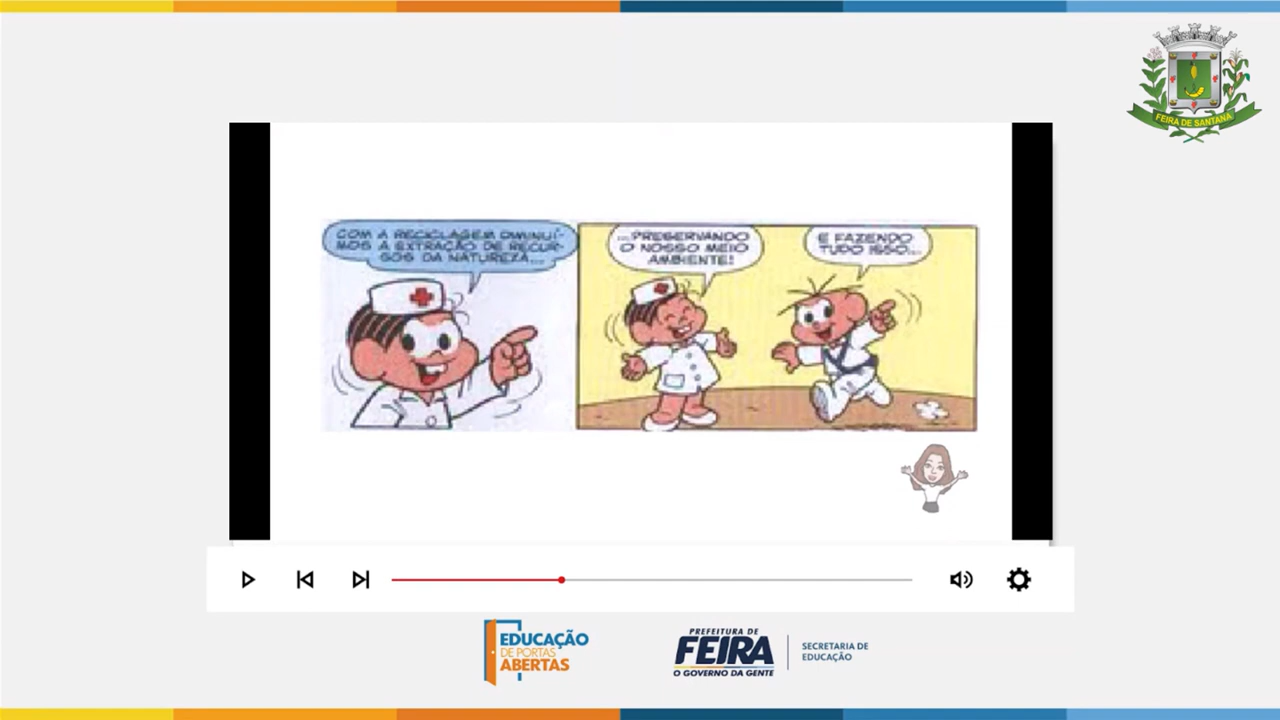 FEIRA DE SANTANA
COM A RECICLAGEM DIMINUÍ-
MOS A EXTRAÇÃO DE RECUR-
SOS DA NATUREZA...
...PRESERVANDO
O NOSSO MEIO
AMBIENTE!
E FAZENDO
TUDO ISSO...
EDUCAÇÃO
DE PORTAS
ABERTAS
PREFEITURA DE
FEIRA
O GOVERNO DA GENTE
SECRETARIA DE
EDUCAÇÃO